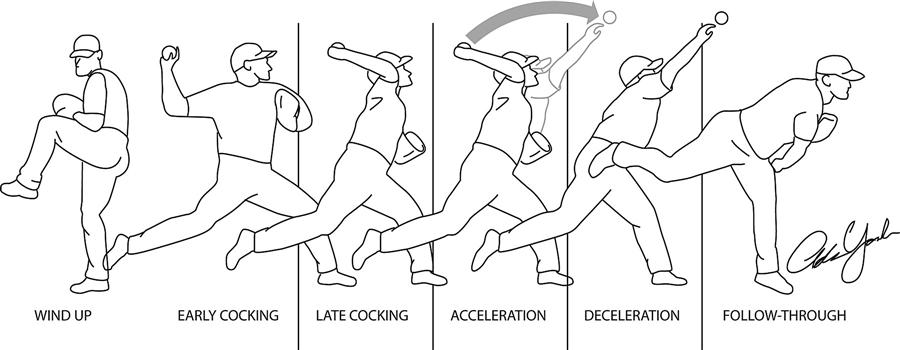 WIND UP
EARLY COCKING
LATE COCKING
ACCELERATION
DECELERATION
FOLLOW-THROUGH